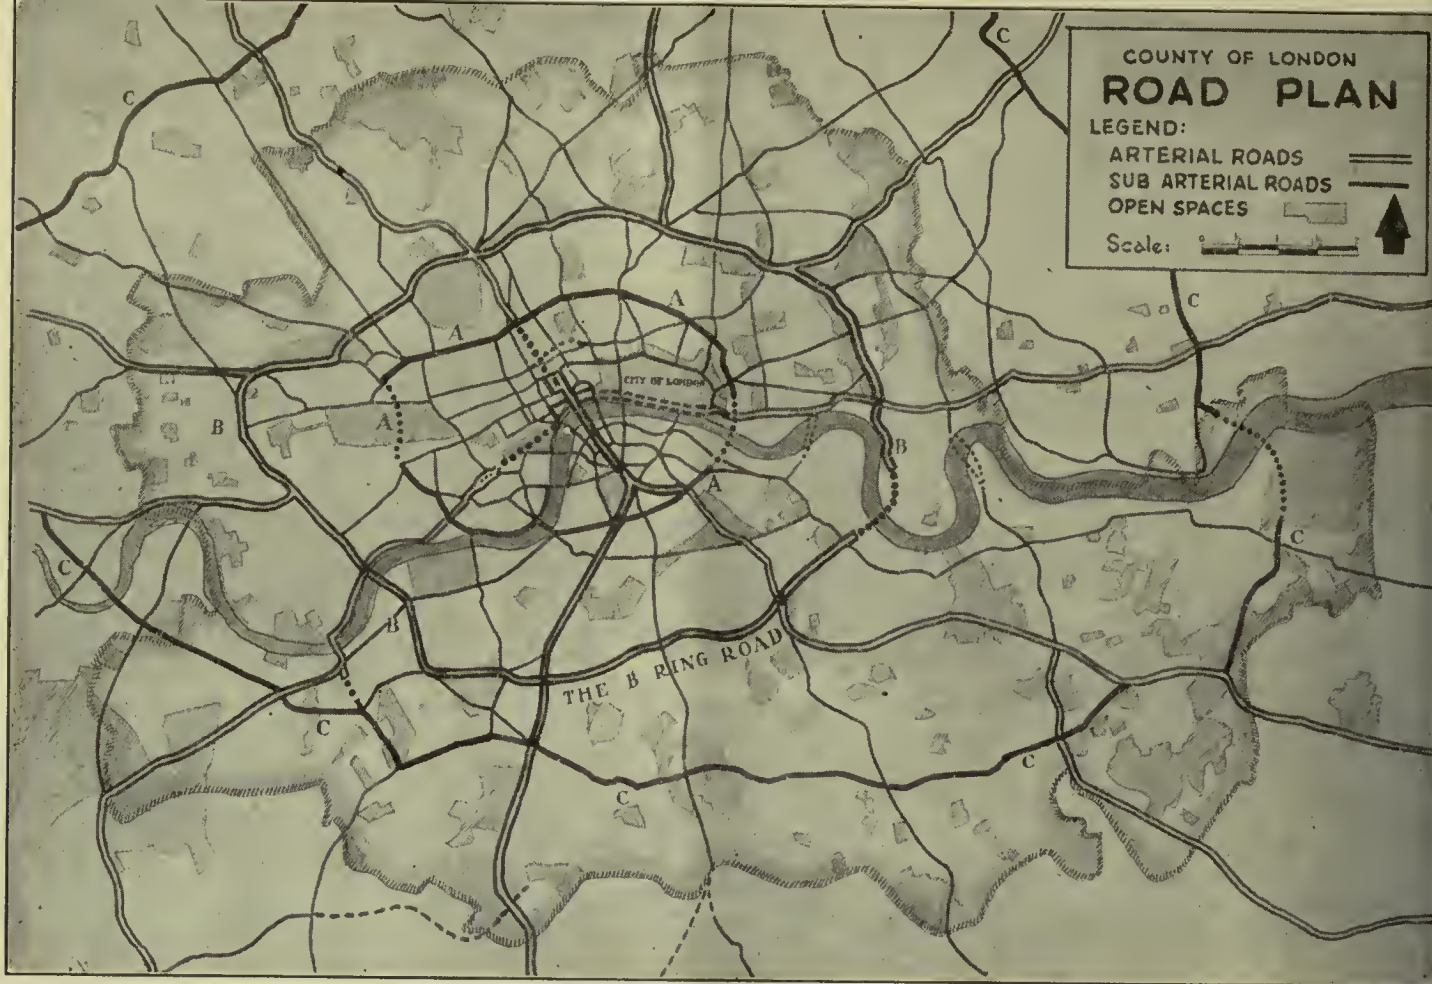 COUNTY OF LONDON
ROAD PLAN
LEGEND:
ARTERIAL ROADS
SUB ARTERIAL ROADS
OPEN SPACES
Scale:
C
C
C
A
A
CITY OF LONDON
A
B
B
A
C
C
B
THE B RING ROAD
C
C
C